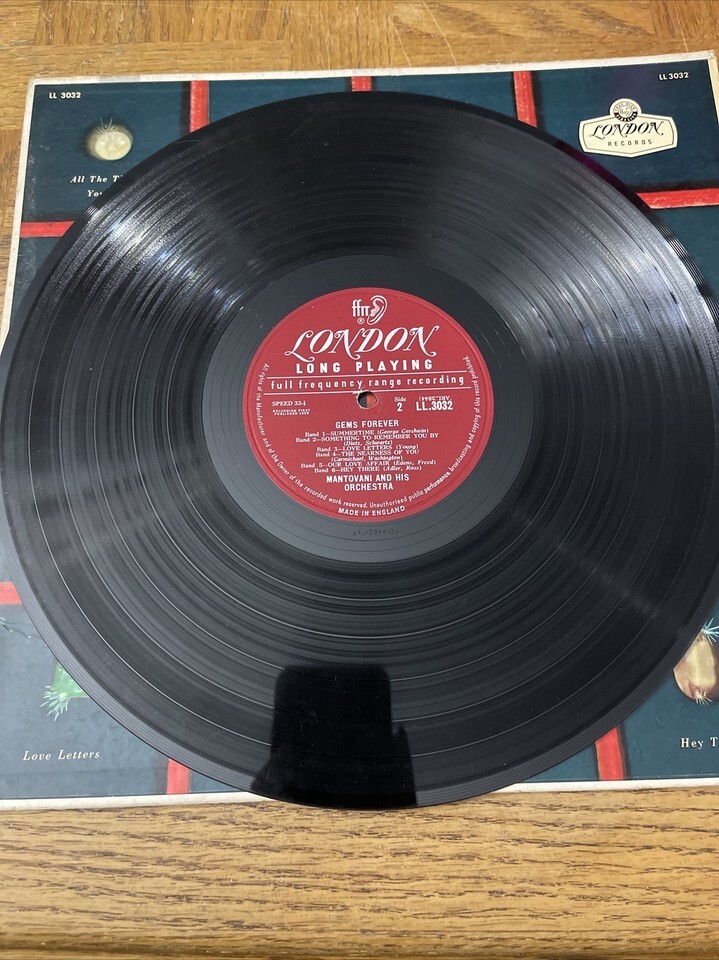 LL 3032
LL 3032
LONDON
RECORDS
All The T
You
ffrr
®
LONDON
LONG PLAYING
full frequency range recording
SPEED 33⅓
RECORDING FIRST
PUBLISHED
Side
2
(ARL.3844)
LL.3032
GEMS FOREVER
Band 1—SUMMERTIME (George Gershwin)
Band 2—SOMETHING TO REMEMBER YOU BY
(Dietz, Schwartz)
Band 3—LOVE LETTERS (Young)
Band 4—THE NEARNESS OF YOU
(Carmichael, Washington)
Band 5—OUR LOVE AFFAIR (Edens, Freed)
Band 6—HEY THERE (Adler, Ross)
MANTOVANI AND HIS
ORCHESTRA
All rights of the Manufacturer and of the Owner of the recorded work reserved. Unauthorised public performance, broadcasting and copying of this record prohibited.
MADE IN ENGLAND
Love Letters
Hey T